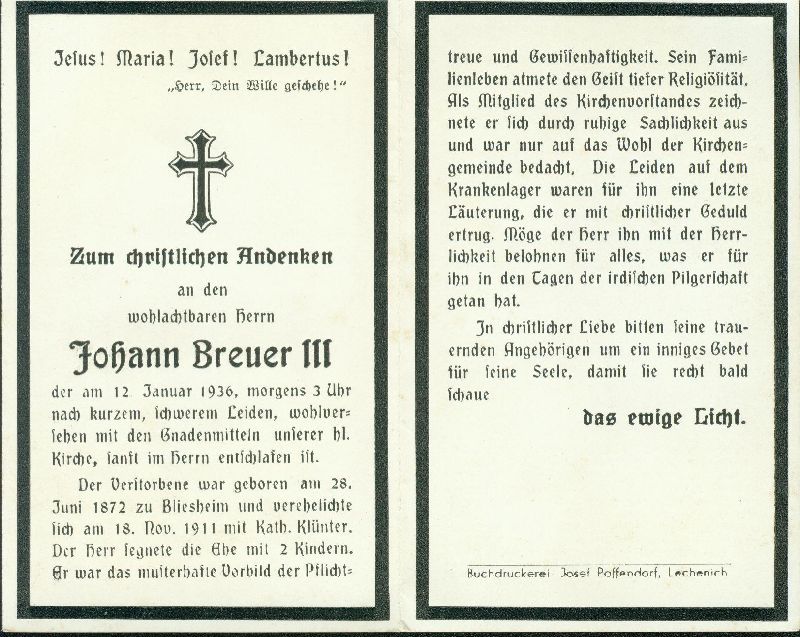 Jesus! Maria! Josef! Lambertus!
„Herr, Dein Wille geschehe!“
Zum christlichen Andenken
an den
wohlachtbaren Herrn
Johann Breuer III
der am 12. Januar 1936, morgens 3 Uhr
nach kurzem, schwerem Leiden, wohlver-
sehen mit den Gnadenmitteln unserer hl.
Kirche, sanft im Herrn entschlafen ist.
Der Verstorbene war geboren am 28.
Juni 1872 zu Bliesheim und verehelichte
sich am 18. Nov. 1911 mit Kath. Klünter.
Der Herr segnete die Ehe mit 2 Kindern.
Er war das musterhafte Vorbild der Pflicht-
treue und Gewissenhaftigkeit. Sein Fami-
lienleben atmete den Geist tiefer Religiösität.
Als Mitglied des Kirchenvorstandes zeich-
nete er sich durch ruhige Sachlichkeit aus
und war nur auf das Wohl der Kirchen-
gemeinde bedacht. Die Leiden auf dem
Krankenlager waren für ihn eine letzte
Läuterung, die er mit christlicher Geduld
ertrug. Möge der Herr ihn mit der Herr-
lichkeit belohnen für alles, was er für
ihn in den Tagen der irdischen Pilgerschaft
getan hat.
In christlicher Liebe bitten seine trau-
ernden Angehörigen um ein inniges Gebet
für seine Seele, damit sie recht bald
schaue
das ewige Licht.
Buchdruckerei Josef Poffendorf, Lechenich